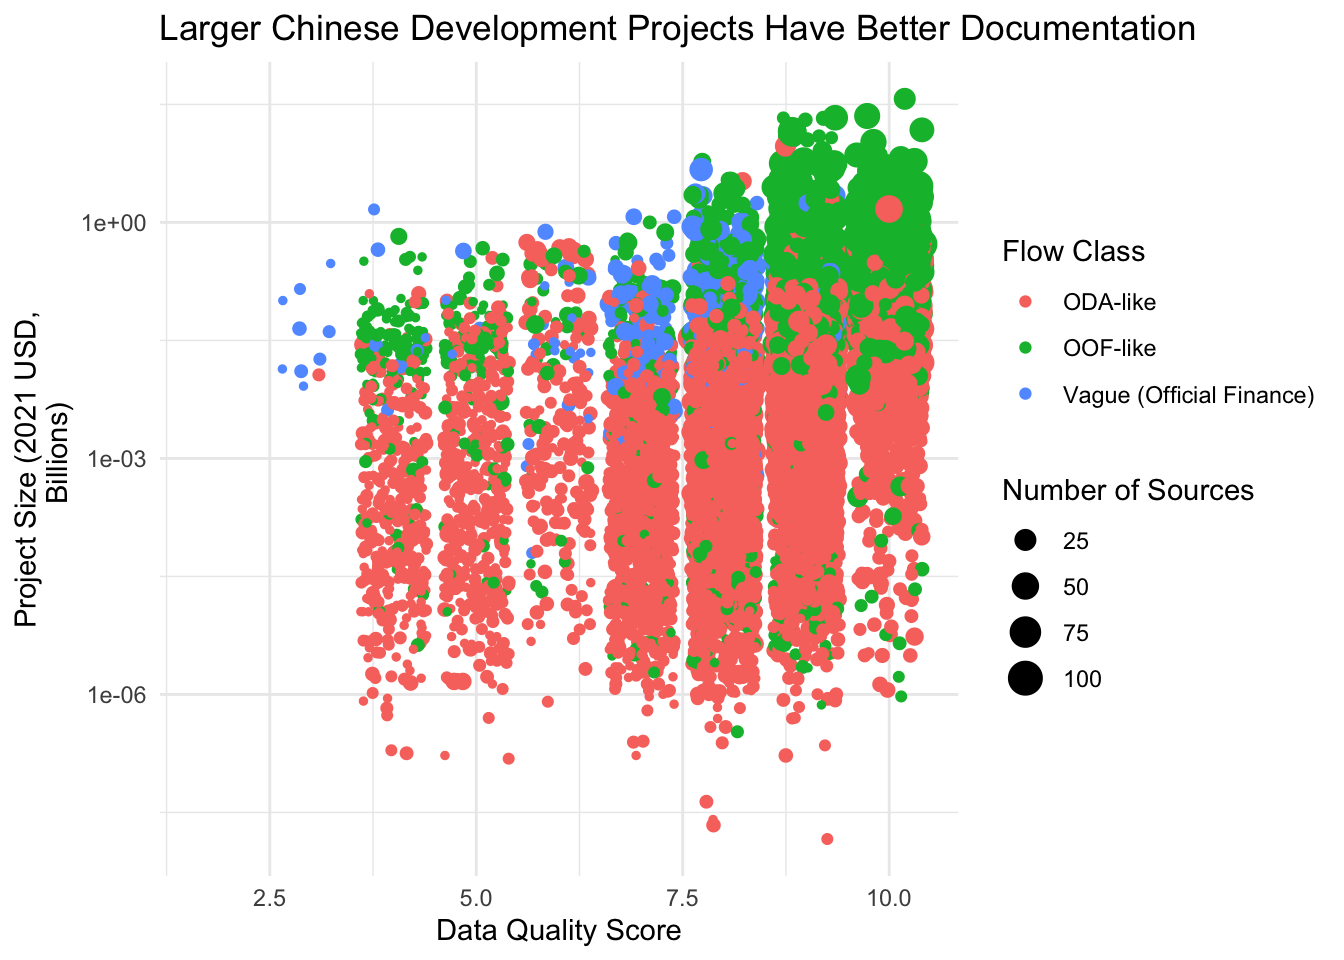 Larger Chinese Development Projects Have Better Documentation
Project Size (2021 USD,
Billions)
1e+00
1e-03
1e-06
2.5
5.0
7.5
10.0
Data Quality Score
Flow Class
ODA-like
OOF-like
Vague (Official Finance)
Number of Sources
25
50
75
100